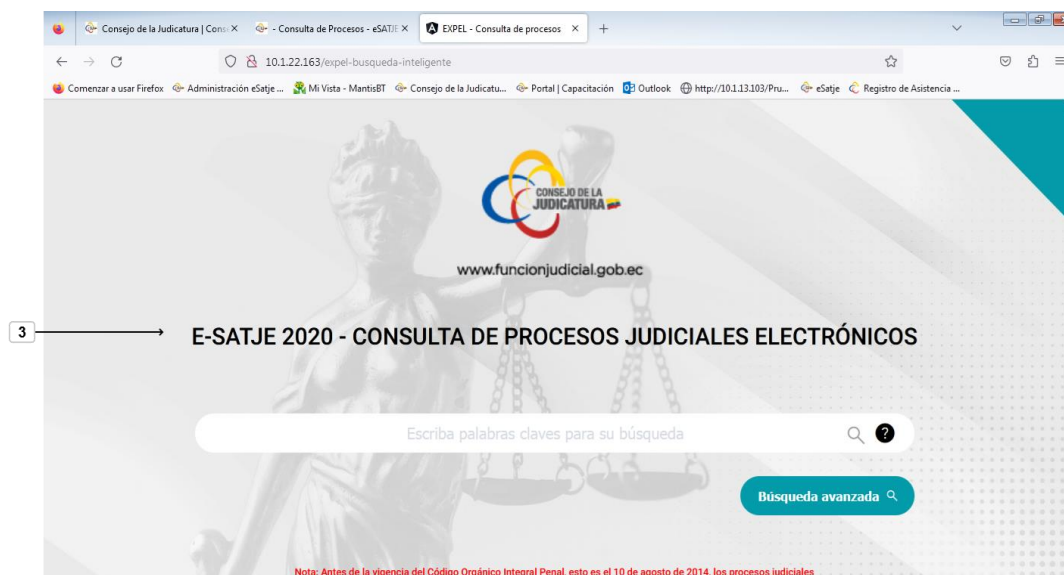 Consejo de la Judicatura | Cons
- Consulta de Procesos - eSATJE
EXPEL - Consulta de procesos
10.1.22.163/expel-busqueda-inteligente
Comenzar a usar Firefox
Administración eSatje ...
Mi Vista - MantisBT
Consejo de la Judicatu...
Portal | Capacitación
Outlook
http://10.1.13.103/Pru...
eSatje
Registro de Asistencia ...
CONSEJO DE LA
JUDICATURA
www.funcionjudicial.gob.ec
3
E-SATJE 2020 - CONSULTA DE PROCESOS JUDICIALES ELECTRÓNICOS
Escriba palabras claves para su búsqueda
?
Búsqueda avanzada
Nota: Antes de la vigencia del Código Orgánico Integral Penal, esto es el 10 de agosto de 2014, los procesos judiciales